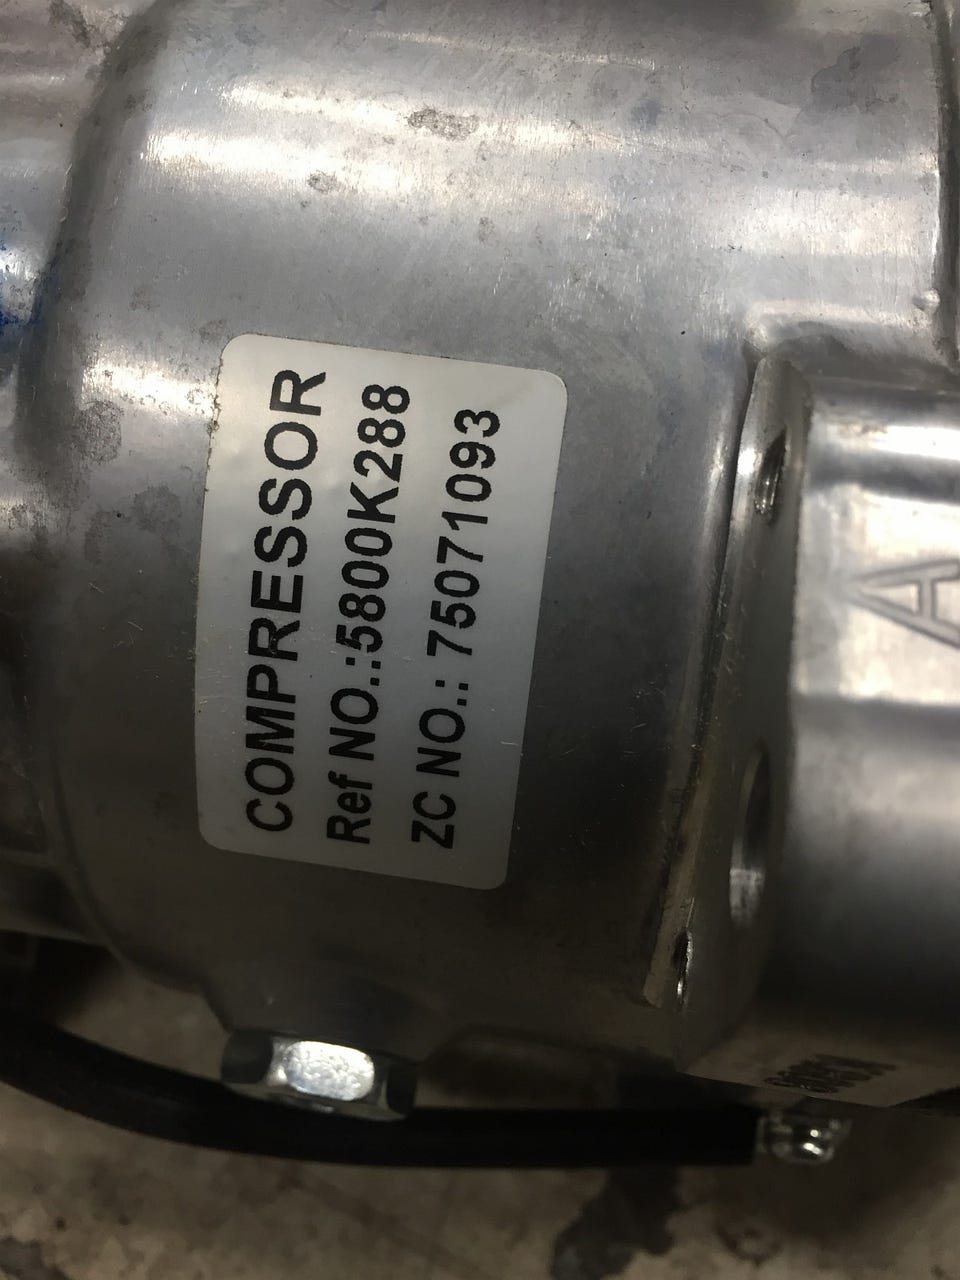 COMPRESSOR
Ref NO.:5800K288
ZC NO.: 75071093
A